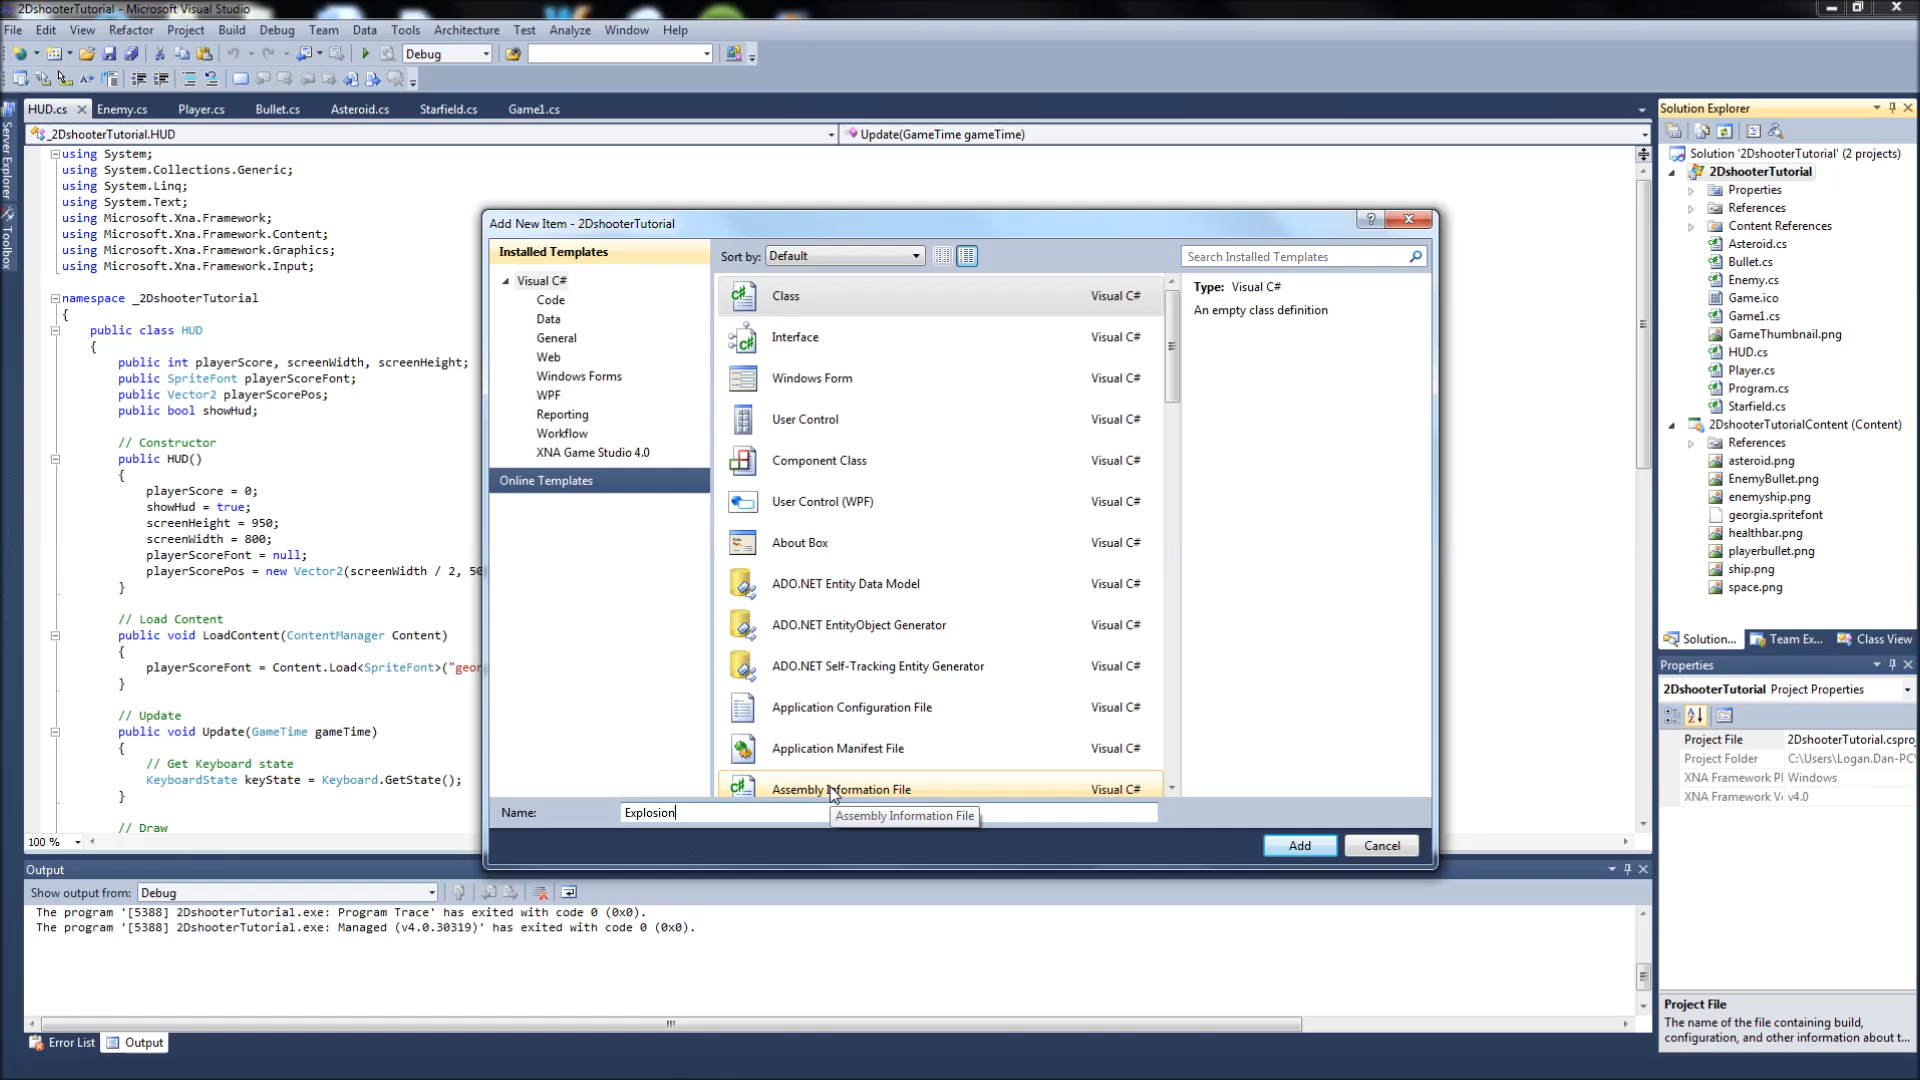 2DshooterTutorial - Microsoft Visual Studio
File Edit View Refactor Project Build Debug Team Data Tools Architecture Test Analyze Window Help
Debug
HUD.cs Enemy.cs Player.cs Bullet.cs Asteroid.cs Starfield.cs Game1.cs
_2DshooterTutorial.HUD Update(GameTime gameTime)
Server Explorer
Toolbox
using System;
using System.Collections.Generic;
using System.Linq;
using System.Text;
using Microsoft.Xna.Framework;
using Microsoft.Xna.Framework.Content;
using Microsoft.Xna.Framework.Graphics;
using Microsoft.Xna.Framework.Input;
namespace _2DshooterTutorial
{
public class HUD
{
public int playerScore, screenWidth, screenHeight;
public SpriteFont playerScoreFont;
public Vector2 playerScorePos;
public bool showHud;
// Constructor
public HUD()
{
playerScore = 0;
showHud = true;
screenHeight = 950;
screenWidth = 800;
playerScoreFont = null;
playerScorePos = new Vector2(screenWidth / 2, 50
}
// Load Content
public void LoadContent(ContentManager Content)
{
playerScoreFont = Content.Load<SpriteFont>("geor
}
// Update
public void Update(GameTime gameTime)
{
// Get Keyboard state
KeyboardState keyState = Keyboard.GetState();
}
// Draw
100 %
Add New Item - 2DshooterTutorial
Installed Templates
Visual C#
Code
Data
General
Web
Windows Forms
WPF
Reporting
Workflow
XNA Game Studio 4.0
Online Templates
Sort by: Default
Search Installed Templates
Class Visual C#
Interface Visual C#
Windows Form Visual C#
User Control Visual C#
Component Class Visual C#
User Control (WPF) Visual C#
About Box Visual C#
ADO.NET Entity Data Model Visual C#
ADO.NET EntityObject Generator Visual C#
ADO.NET Self-Tracking Entity Generator Visual C#
Application Configuration File Visual C#
Application Manifest File Visual C#
Assembly Information File Visual C#
Type: Visual C#
An empty class definition
Name: Explosion
Assembly Information File
Add Cancel
Output
Show output from: Debug
The program '[5388] 2DshooterTutorial.exe: Program Trace' has exited with code 0 (0x0).
The program '[5388] 2DshooterTutorial.exe: Managed (v4.0.30319)' has exited with code 0 (0x0).
Error List Output
Solution Explorer
Solution '2DshooterTutorial' (2 projects)
2DshooterTutorial
Properties
References
Content References
Asteroid.cs
Bullet.cs
Enemy.cs
Game.ico
Game1.cs
GameThumbnail.png
HUD.cs
Player.cs
Program.cs
Starfield.cs
2DshooterTutorialContent (Content)
References
asteroid.png
EnemyBullet.png
enemyship.png
georgia.spritefont
healthbar.png
playerbullet.png
ship.png
space.png
Solution... Team Ex... Class View
Properties
2DshooterTutorial Project Properties
Project File 2DshooterTutorial.csproj
Project Folder C:\Users\Logan.Dan-PC\
XNA Framework Pl Windows
XNA Framework Ve v4.0
Project File
The name of the file containing build,
configuration, and other information about t...